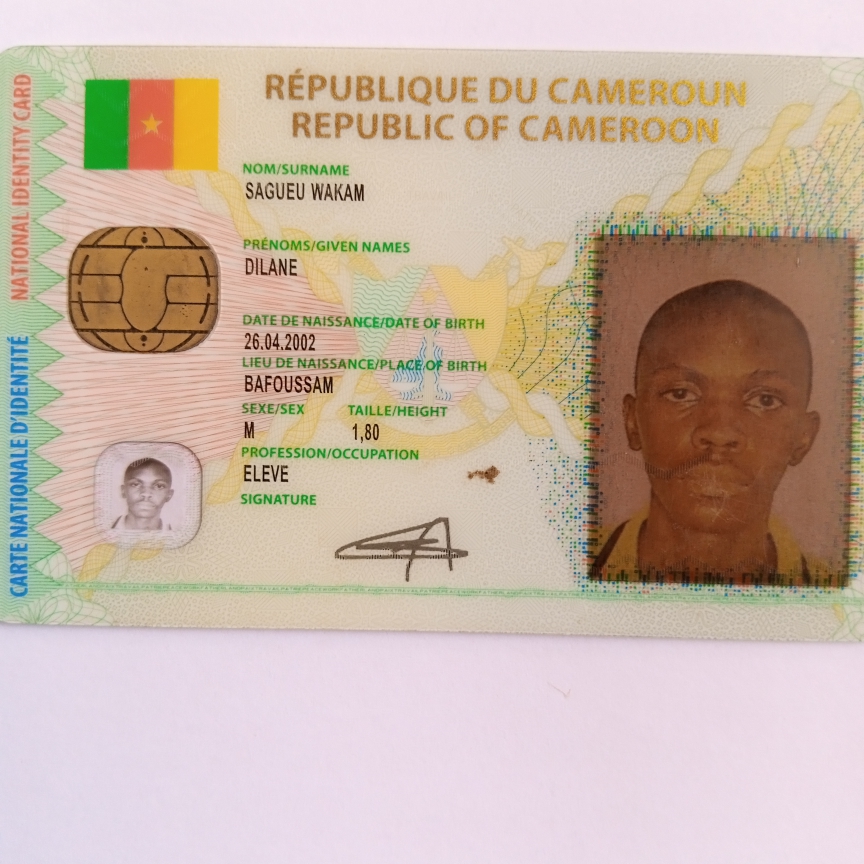 RÉPUBLIQUE DU CAMEROUN
REPUBLIC OF CAMEROON
NATIONAL IDENTITY CARD
CARTE NATIONALE D'IDENTITÉ
NOM/SURNAME
SAGUEU WAKAM
PRÉNOMS/GIVEN NAMES
DILANE
DATE DE NAISSANCE/DATE OF BIRTH
26.04.2002
LIEU DE NAISSANCE/PLACE OF BIRTH
BAFOUSSAM
SEXE/SEX TAILLE/HEIGHT
M 1,80
PROFESSION/OCCUPATION
ELEVE
SIGNATURE